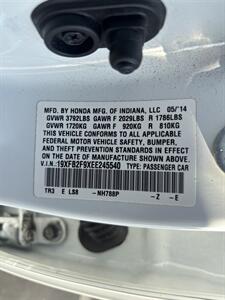 MFD. BY HONDA MFG. OF INDIANA, LLC 05/'14
GVWR 3792LBS GAWR F 2029LBS R 1786LBS
GVWR 1720KG GAWR F 920KG R 810KG
THIS VEHICLE CONFORMS TO ALL APPLICABLE
FEDERAL MOTOR VEHICLE SAFETY, BUMPER,
AND THEFT PREVENTION STANDARDS IN EFFECT
ON THE DATE OF MANUFACTURE SHOWN ABOVE.
V.I.N.: 19XFB2F9XEE245540 TYPE: PASSENGER CAR
TR3 E LS8 - NH788P - Z - E